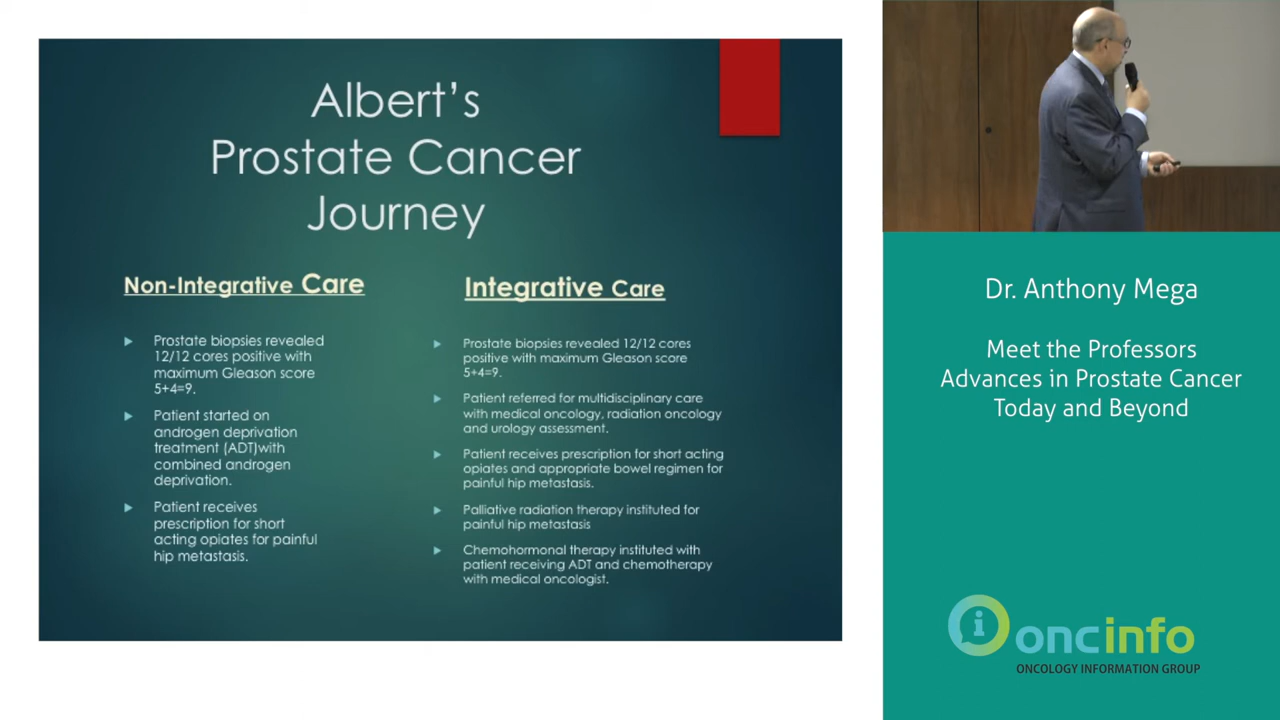 Albert's
Prostate Cancer
Journey
Non-Integrative Care
Prostate biopsies revealed
12/12 cores positive with
maximum Gleason score
5+4=9.
Patient started on
androgen deprivation
treatment (ADT)with
combined androgen
deprivation.
Patient receives
prescription for short
acting opiates for painful
hip metastasis.
Integrative Care
Prostate biopsies revealed 12/12 cores
positive with maximum Gleason score
5+4=9.
Patient referred for multidisciplinary care
with medical oncology, radiation oncology
and urology assessment.
Patient receives prescription for short acting
opiates and appropriate bowel regimen for
painful hip metastasis.
Palliative radiation therapy instituted for
painful hip metastasis
Chemohormonal therapy instituted with
patient receiving ADT and chemotherapy
with medical oncologist.
Dr. Anthony Mega
Meet the Professors
Advances in Prostate Cancer
Today and Beyond
i oncinfo
ONCOLOGY INFORMATION GROUP